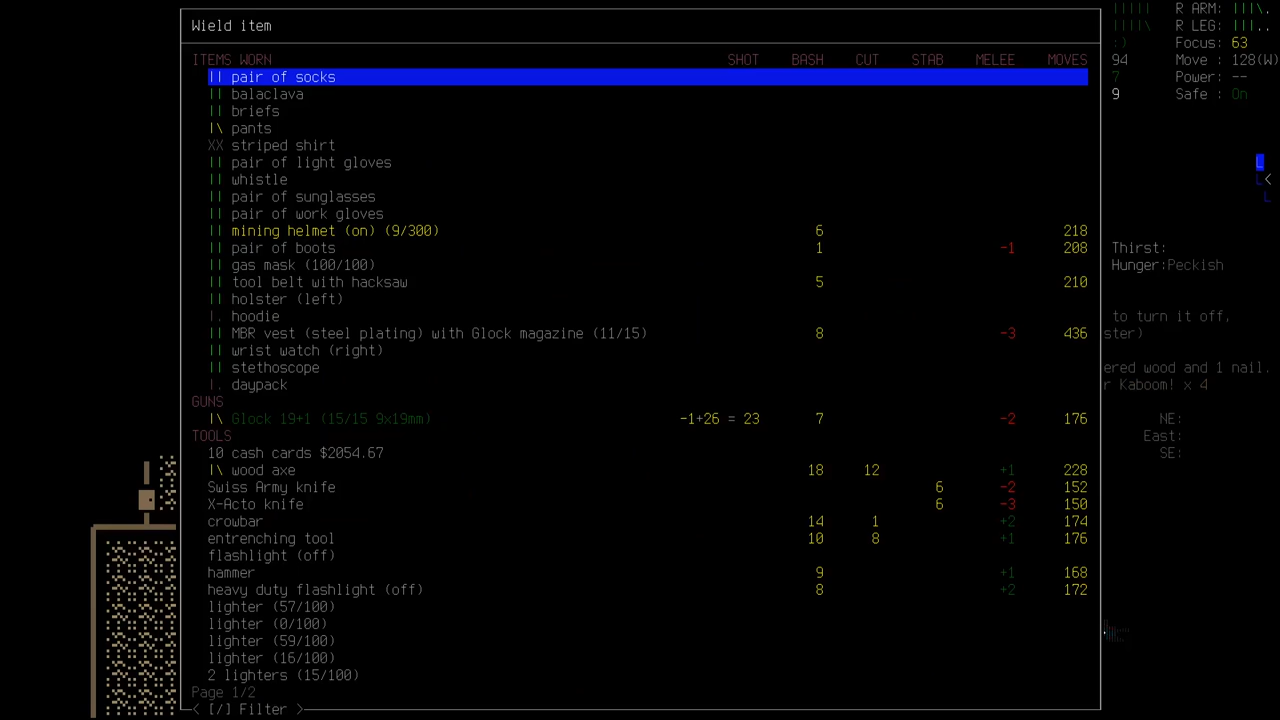 Wield item
R ARM: |||\.
R LEG: |||..
:) Focus: 63
94 Move : 128(W)
7 Power: --
9 Safe : On
ITEMS WORN SHOT BASH CUT STAB MELEE MOVES
|| pair of socks
|| balaclava
|| briefs
|\ pants
XX striped shirt
|| pair of light gloves
|| whistle
|| pair of sunglasses
|| pair of work gloves
|| mining helmet (on) (9/300) 6 218
|| pair of boots 1 -1 208
|| gas mask (100/100)
|| tool belt with hacksaw 5 210
|| holster (left)
|. hoodie
|| MBR vest (steel plating) with Glock magazine (11/15) 8 -3 436
|| wrist watch (right)
|| stethoscope
|. daypack
GUNS
|\ Glock 19+1 (15/15 9x19mm) -1+26 = 23 7 -2 176
TOOLS
10 cash cards $2054.67
|\ wood axe 18 12 +1 228
Swiss Army knife 6 -2 152
X-Acto knife 6 -3 150
crowbar 14 1 +2 174
entrenching tool 10 8 +1 176
flashlight (off)
hammer 9 +1 168
heavy duty flashlight (off) 8 +2 172
lighter (57/100)
lighter (0/100)
lighter (59/100)
lighter (16/100)
2 lighters (15/100)
Page 1/2
< [/] Filter >
L
L<
L
Thirst:
Hunger:Peckish
to turn it off,
ster)
ered wood and 1 nail.
r Kaboom! x 4
NE:
East:
SE: